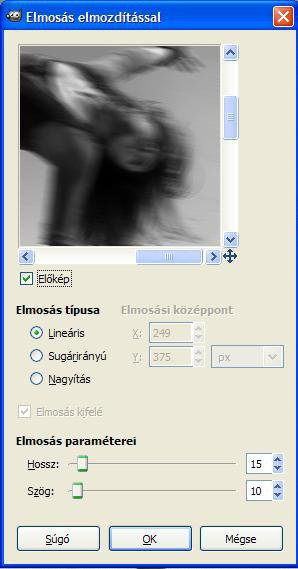 Elmosás elmozdítással
Előkép
Elmosás típusa
Elmosási középpont
Lineáris
X: 249
Sugárirányú
Y: 375 px
Nagyítás
Elmosás kifelé
Elmosás paraméterei
Hossz: 15
Szög: 10
Súgó OK Mégse